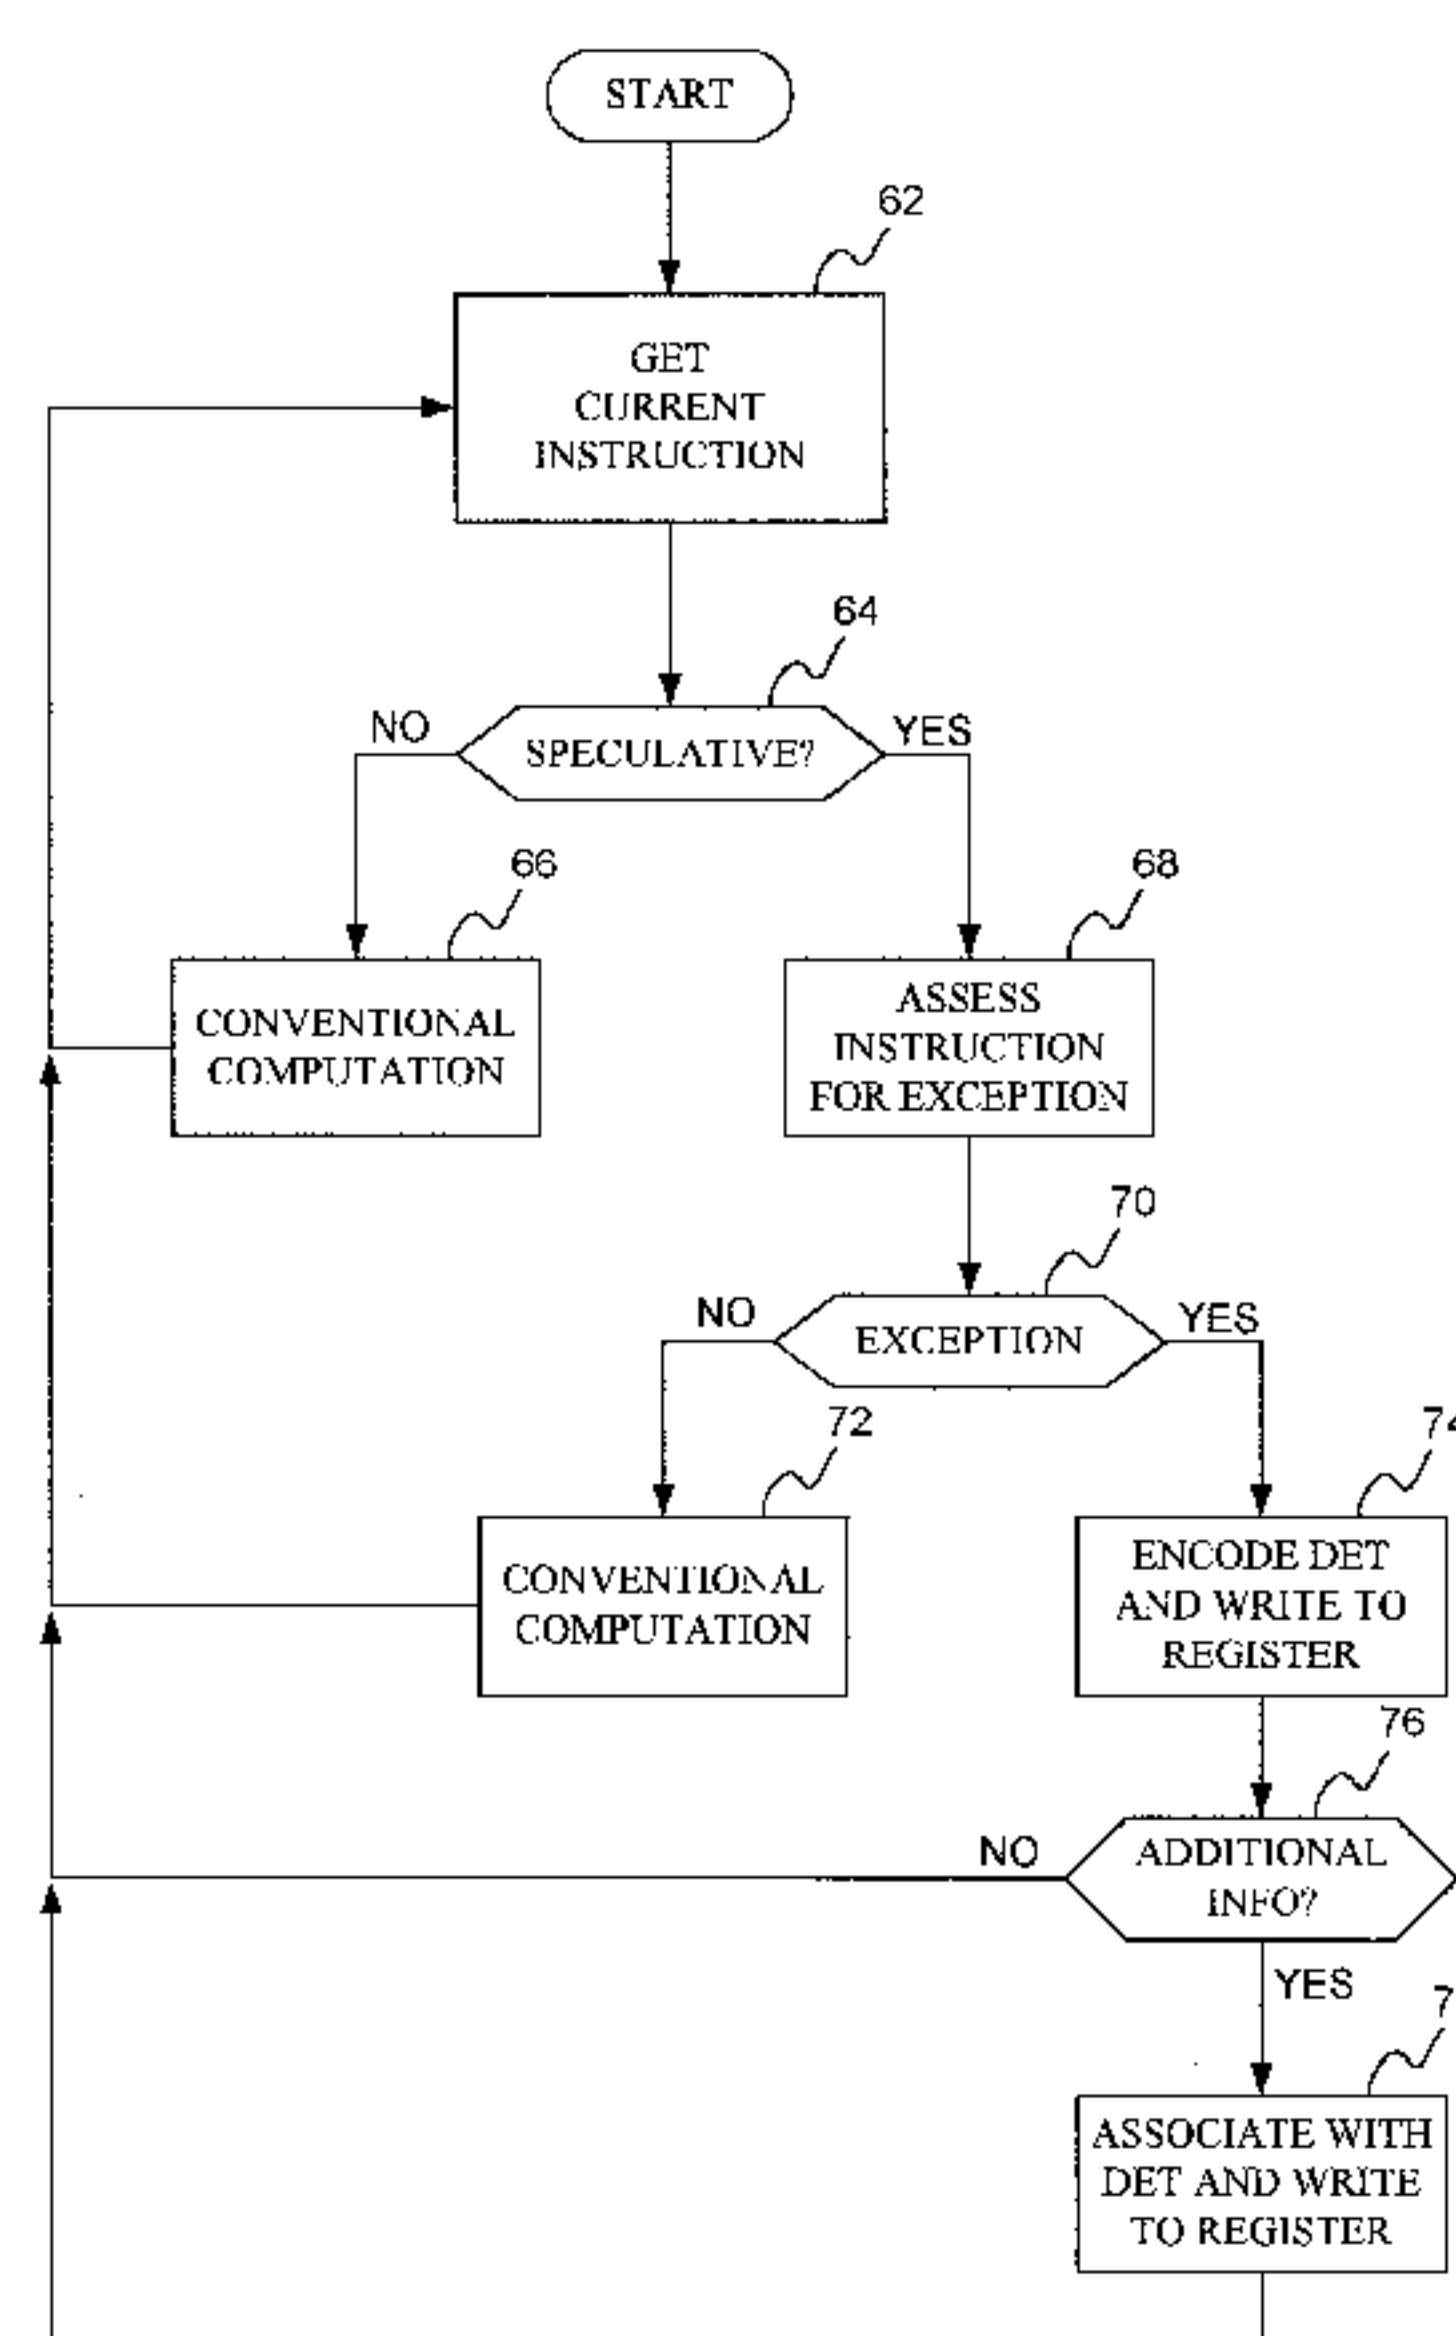 START
62
GET
CURRENT
INSTRUCTION
64
NO
SPECULATIVE?
YES
66
68
CONVENTIONAL
COMPUTATION
ASSESS
INSTRUCTION
FOR EXCEPTION
70
NO
EXCEPTION
YES
72
74
CONVENTIONAL
COMPUTATION
ENCODE DET
AND WRITE TO
REGISTER
76
NO
ADDITIONAL
INFO?
YES
7
ASSOCIATE WITH
DET AND WRITE
TO REGISTER